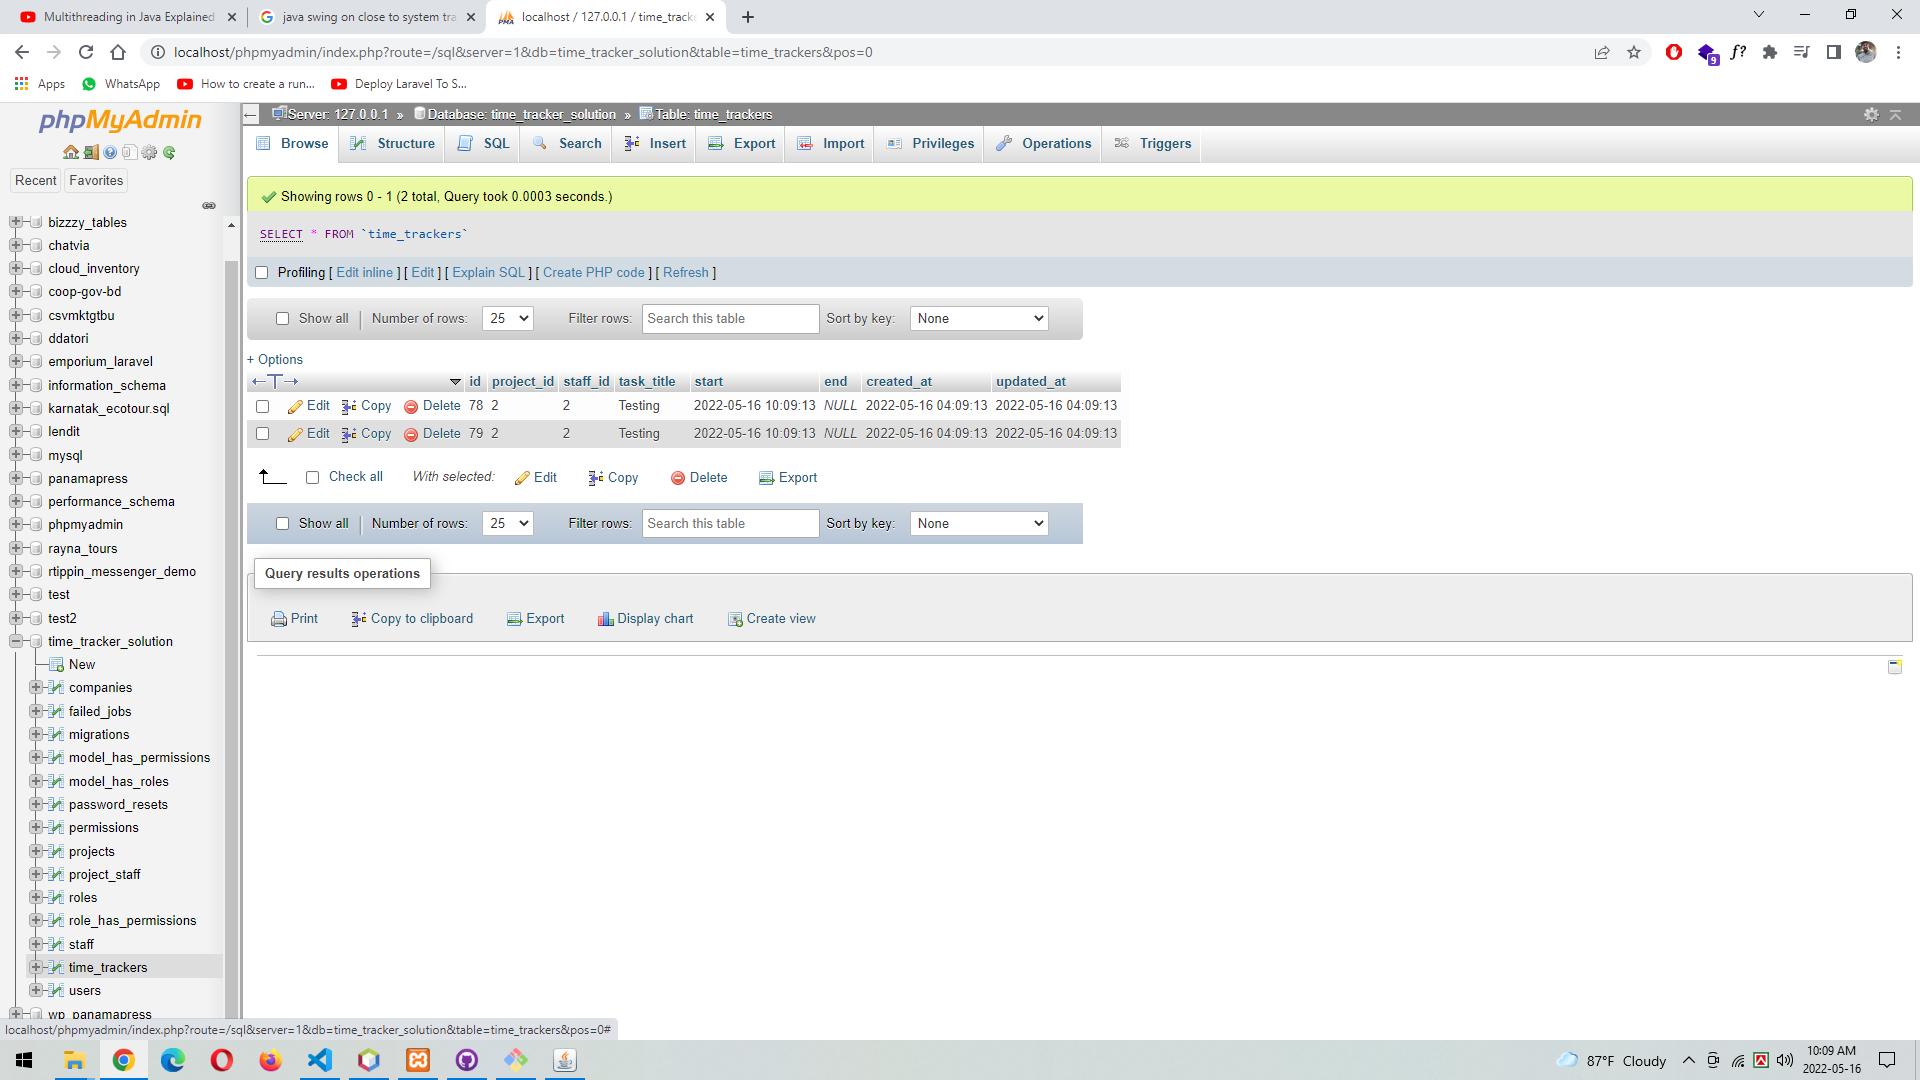 Multithreading in Java Explained
java swing on close to system tra
localhost / 127.0.0.1 / time_track
localhost/phpmyadmin/index.php?route=/sql&server=1&db=time_tracker_solution&table=time_trackers&pos=0
f?
9
Apps
WhatsApp
How to create a run...
Deploy Laravel To S...
phpMyAdmin
Recent
Favorites
bizzzy_tables
chatvia
cloud_inventory
coop-gov-bd
csvmktgtbu
ddatori
emporium_laravel
information_schema
karnatak_ecotour.sql
lendit
mysql
panamapress
performance_schema
phpmyadmin
rayna_tours
rtippin_messenger_demo
test
test2
time_tracker_solution
New
companies
failed_jobs
migrations
model_has_permissions
model_has_roles
password_resets
permissions
projects
project_staff
roles
role_has_permissions
staff
time_trackers
users
wp_panamapress
Server: 127.0.0.1 » Database: time_tracker_solution » Table: time_trackers
Browse Structure SQL Search Insert Export Import Privileges Operations Triggers
Showing rows 0 - 1 (2 total, Query took 0.0003 seconds.)
SELECT * FROM `time_trackers`
Profiling [ Edit inline ] [ Edit ] [ Explain SQL ] [ Create PHP code ] [ Refresh ]
Show all | Number of rows: 25 Filter rows: Search this table Sort by key: None
+ Options
id project_id staff_id task_title start end created_at updated_at
Edit Copy Delete 78 2 2 Testing 2022-05-16 10:09:13 NULL 2022-05-16 04:09:13 2022-05-16 04:09:13
Edit Copy Delete 79 2 2 Testing 2022-05-16 10:09:13 NULL 2022-05-16 04:09:13 2022-05-16 04:09:13
Check all With selected: Edit Copy Delete Export
Show all | Number of rows: 25 Filter rows: Search this table Sort by key: None
Query results operations
Print Copy to clipboard Export Display chart Create view
localhost/phpmyadmin/index.php?route=/sql&server=1&db=time_tracker_solution&table=time_trackers&pos=0#
87°F Cloudy
10:09 AM
2022-05-16